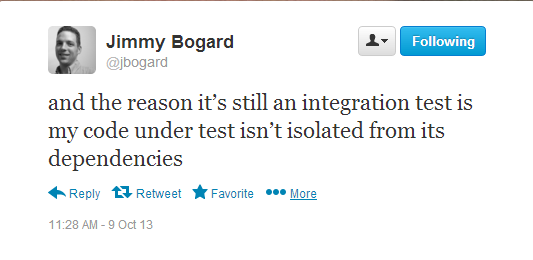 Jimmy Bogard
@jbogard
Following
and the reason it's still an integration test is
my code under test isn't isolated from its
dependencies
Reply Retweet Favorite More
11:28 AM - 9 Oct 13